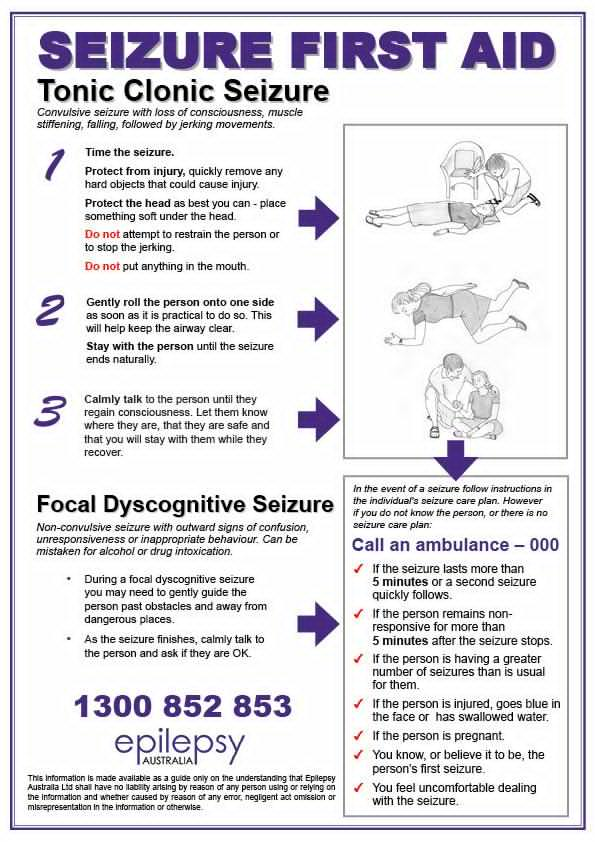 SEIZURE FIRST AID
Tonic Clonic Seizure
Convulsive seizure with loss of consciousness, muscle
stiffening, falling, followed by jerking movements.
1
Time the seizure.
Protect from injury, quickly remove any
hard objects that could cause injury.
Protect the head as best you can - place
something soft under the head.
Do not attempt to restrain the person or
to stop the jerking.
Do not put anything in the mouth.
2
Gently roll the person onto one side
as soon as it is practical to do so. This
will help keep the airway clear.
Stay with the person until the seizure
ends naturally.
3
Calmly talk to the person until they
regain consciousness. Let them know
where they are, that they are safe and
that you will stay with them while they
recover.
Focal Dyscognitive Seizure
Non-convulsive seizure with outward signs of confusion,
unresponsiveness or inappropriate behaviour. Can be
mistaken for alcohol or drug intoxication.
• During a focal dyscognitive seizure
you may need to gently guide the
person past obstacles and away from
dangerous places.
• As the seizure finishes, calmly talk to
the person and ask if they are OK.
1300 852 853
epilepsy
AUSTRALIA
This information is made available as a guide only on the understanding that Epilepsy
Australia Ltd shall have no liability arising by reason of any person using or relying on
the information and whether caused by reason of any error, negligent act omission or
misrepresentation in the information or otherwise.
In the event of a seizure follow instructions in
the individual's seizure care plan. However
if you do not know the person, or there is no
seizure care plan:
Call an ambulance – 000
✓ If the seizure lasts more than
5 minutes or a second seizure
quickly follows.
✓ If the person remains non-
responsive for more than
5 minutes after the seizure stops.
✓ If the person is having a greater
number of seizures than is usual
for them.
✓ If the person is injured, goes blue in
the face or has swallowed water.
✓ If the person is pregnant.
✓ You know, or believe it to be, the
person's first seizure.
✓ You feel uncomfortable dealing
with the seizure.